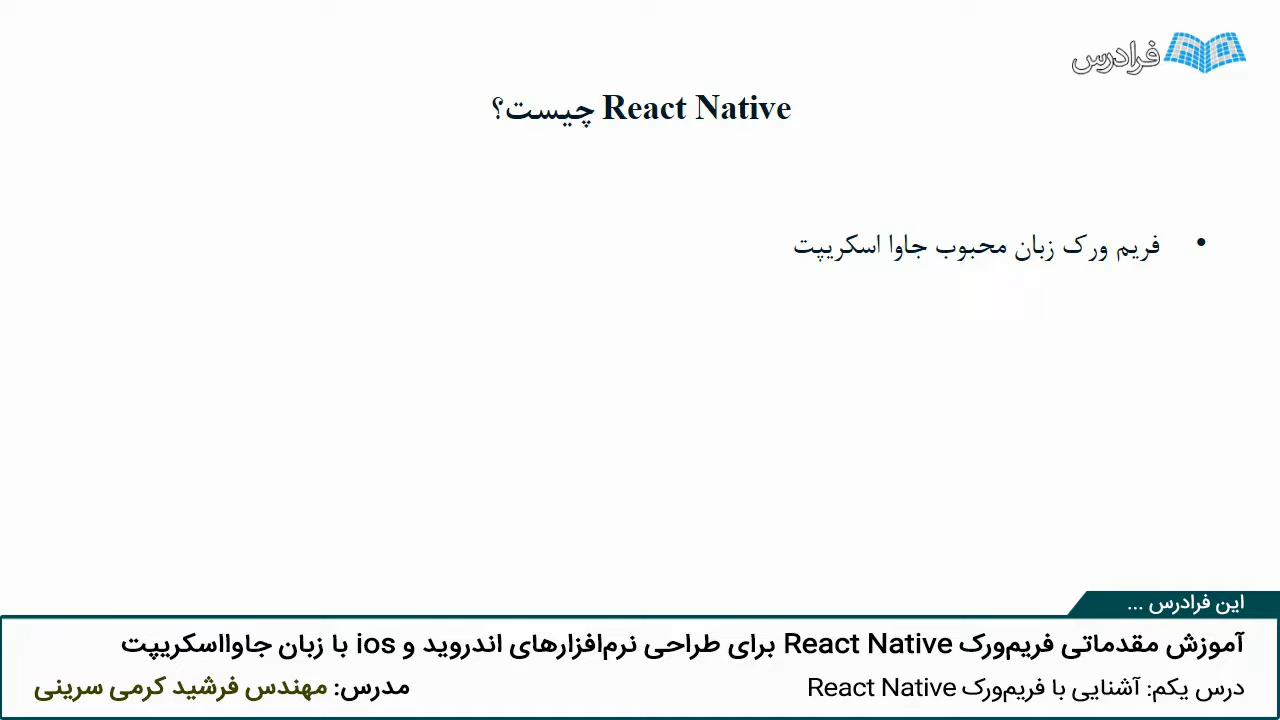 فرادرس
React Native چیست؟
• فریم ورک زبان محبوب جاوا اسکریپت
این فرادرس ...
آموزش مقدماتی فریم‌ورک React Native برای طراحی نرم‌افزارهای اندروید و ios با زبان جاوااسکریپت
درس یکم: آشنایی با فریم‌ورک React Native
مدرس: مهندس فرشید کرمی سرینی